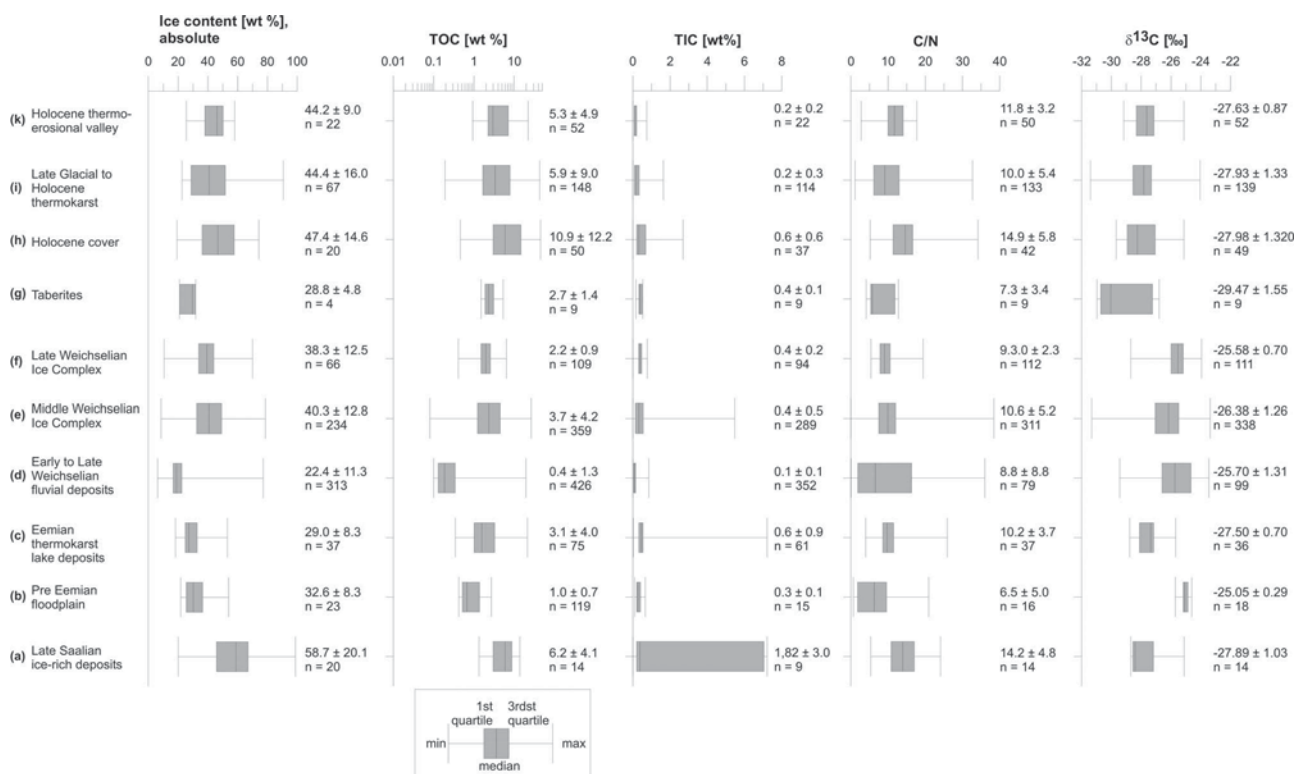 Ice content [wt %],
absolute
TOC [wt %]
TIC [wt%]
C/N
δ13C [‰]
0 20 40 60 80 100
0.01 0.1 1 10
0 2 4 6 8
0 10 20 30 40
-32 -30 -28 -26 -24 -22
(k) Holocene thermo-
erosional valley
44.2 ± 9.0
n = 22
5.3 ± 4.9
n = 52
0.2 ± 0.2
n = 22
11.8 ± 3.2
n = 50
-27.63 ± 0.87
n = 52
(i) Late Glacial to
Holocene
thermokarst
44.4 ± 16.0
n = 67
5.9 ± 9.0
n = 148
0.2 ± 0.3
n = 114
10.0 ± 5.4
n = 133
-27.93 ± 1.33
n = 139
(h) Holocene cover
47.4 ± 14.6
n = 20
10.9 ± 12.2
n = 50
0.6 ± 0.6
n = 37
14.9 ± 5.8
n = 42
-27.98 ± 1.320
n = 49
(g) Taberites
28.8 ± 4.8
n = 4
2.7 ± 1.4
n = 9
0.4 ± 0.1
n = 9
7.3 ± 3.4
n = 9
-29.47 ± 1.55
n = 9
(f) Late Weichselian
Ice Complex
38.3 ± 12.5
n = 66
2.2 ± 0.9
n = 109
0.4 ± 0.2
n = 94
9.3.0 ± 2.3
n = 112
-25.58 ± 0.70
n = 111
(e) Middle Weichselian
Ice Complex
40.3 ± 12.8
n = 234
3.7 ± 4.2
n = 359
0.4 ± 0.5
n = 289
10.6 ± 5.2
n = 311
-26.38 ± 1.26
n = 338
(d) Early to Late
Weichselian
fluvial deposits
22.4 ± 11.3
n = 313
0.4 ± 1.3
n = 426
0.1 ± 0.1
n = 352
8.8 ± 8.8
n = 79
-25.70 ± 1.31
n = 99
(c) Eemian
thermokarst
lake deposits
29.0 ± 8.3
n = 37
3.1 ± 4.0
n = 75
0.6 ± 0.9
n = 61
10.2 ± 3.7
n = 37
-27.50 ± 0.70
n = 36
(b) Pre Eemian
floodplain
32.6 ± 8.3
n = 23
1.0 ± 0.7
n = 119
0.3 ± 0.1
n = 15
6.5 ± 5.0
n = 16
-25.05 ± 0.29
n = 18
(a) Late Saalian
ice-rich deposits
58.7 ± 20.1
n = 20
6.2 ± 4.1
n = 14
1,82 ± 3.0
n = 9
14.2 ± 4.8
n = 14
-27.89 ± 1.03
n = 14
1st 3rdst
quartile quartile
min max
median